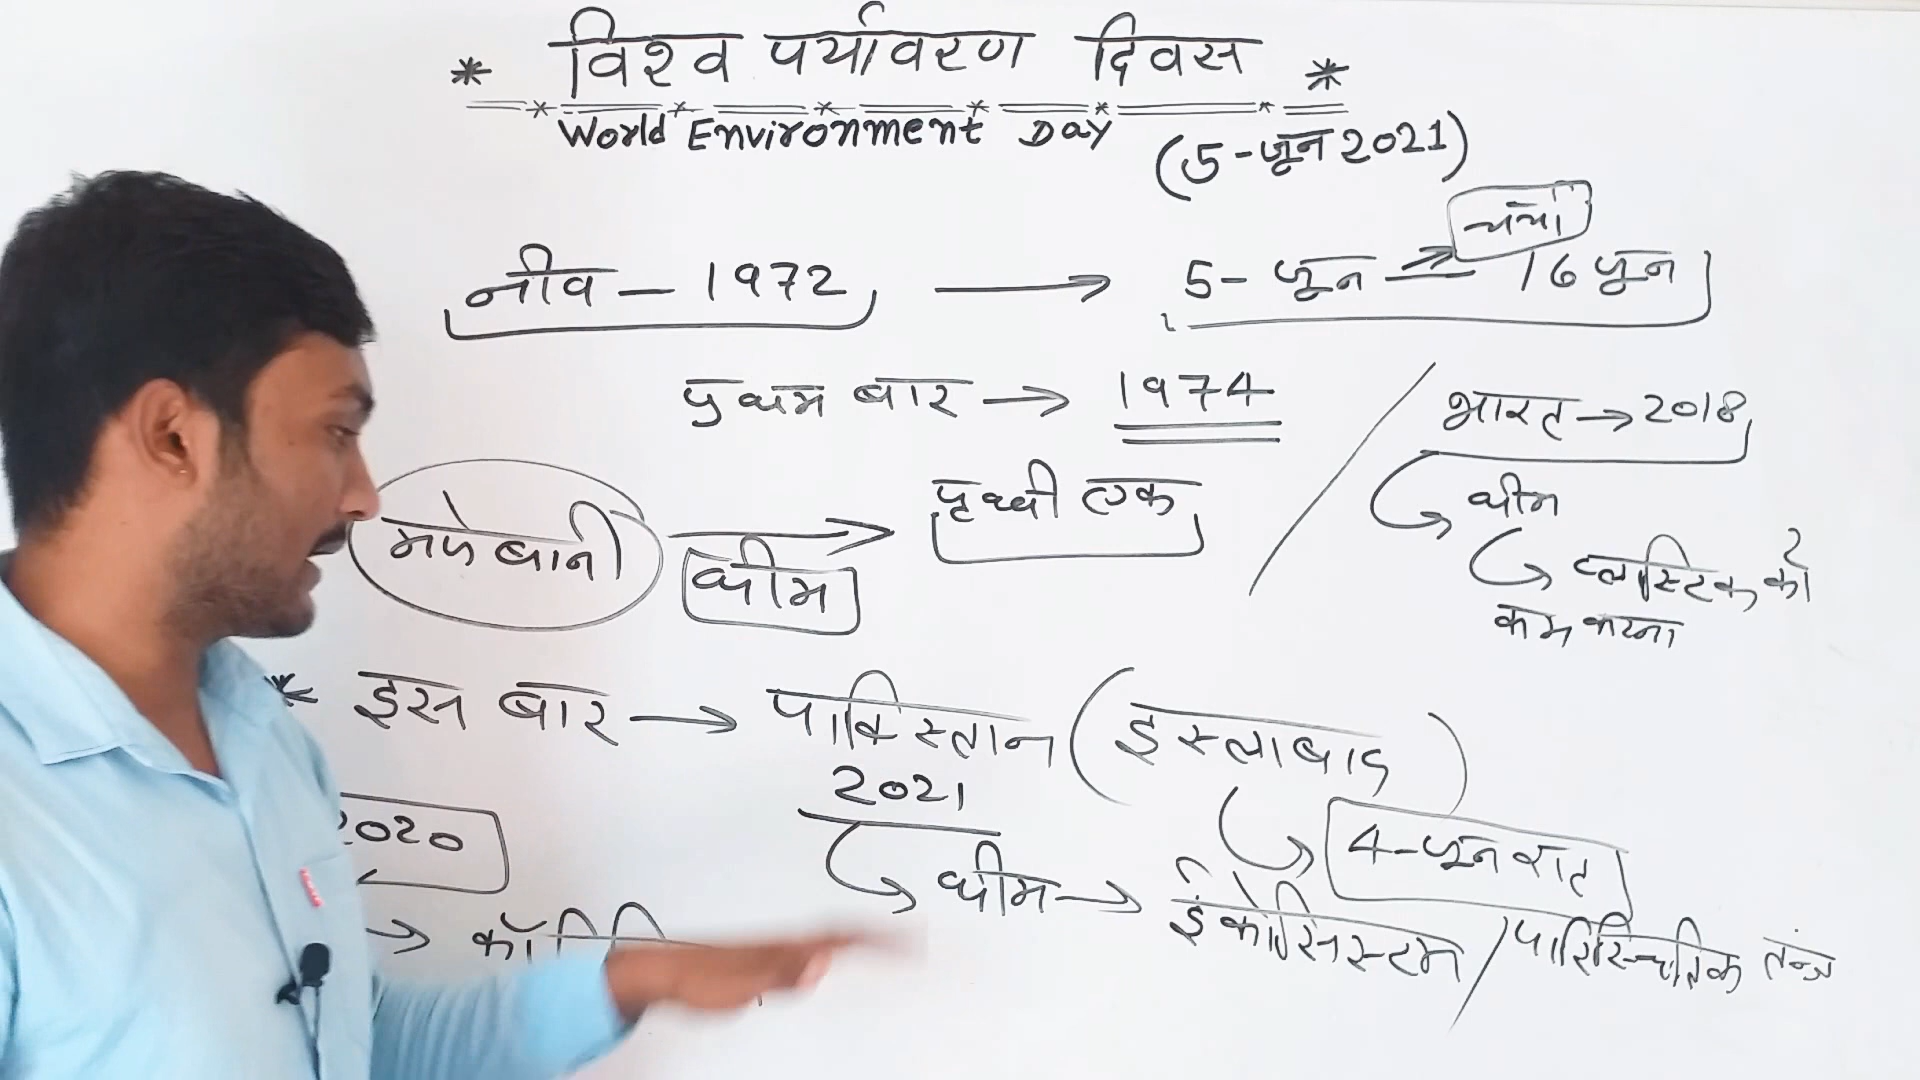 * विश्व पर्यावरण दिवस *
World Environment Day
(5-जून 2021)
चर्चा
नीव - 1972 → 5- जून → 16 जून
प्रथम बार → 1974
भारत → 2018
मेजबानी
थीम
पृथ्वी एक
थीम
प्लास्टिक को
कम करना
* इस बार → पाकिस्तान (इस्लाबाद)
2021
2020
4-जून रात
थीम → ईकोसिस्टम / पारिस्थितिक तन्त्र
→